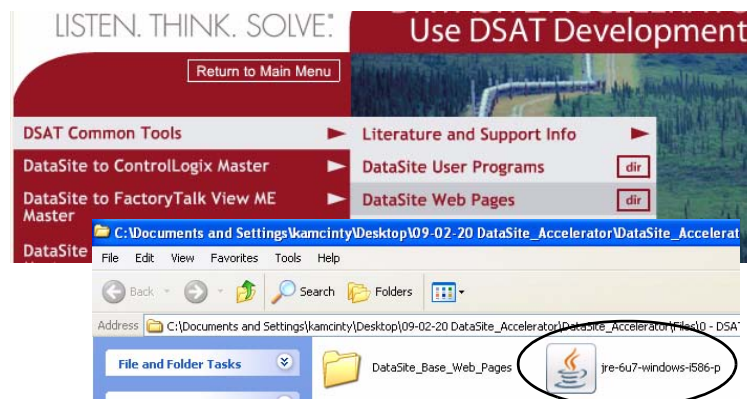 LISTEN. THINK. SOLVE.®
Use DSAT Development
Return to Main Menu
DSAT Common Tools
Literature and Support Info
DataSite to ControlLogix Master
DataSite User Programs
dir
DataSite to FactoryTalk View ME Master
DataSite Web Pages
dir
DataSite
C:\Documents and Settings\kamcinty\Desktop\09-02-20 DataSite_Accelerator\DataSite_Accelerat
File Edit View Favorites Tools Help
Back Search Folders
Address C:\Documents and Settings\kamcinty\Desktop\09-02-20 DataSite_Accelerator\DataSite_Accelerator\Files\0 - DSAT
File and Folder Tasks
DataSite_Base_Web_Pages
jre-6u7-windows-i586-p